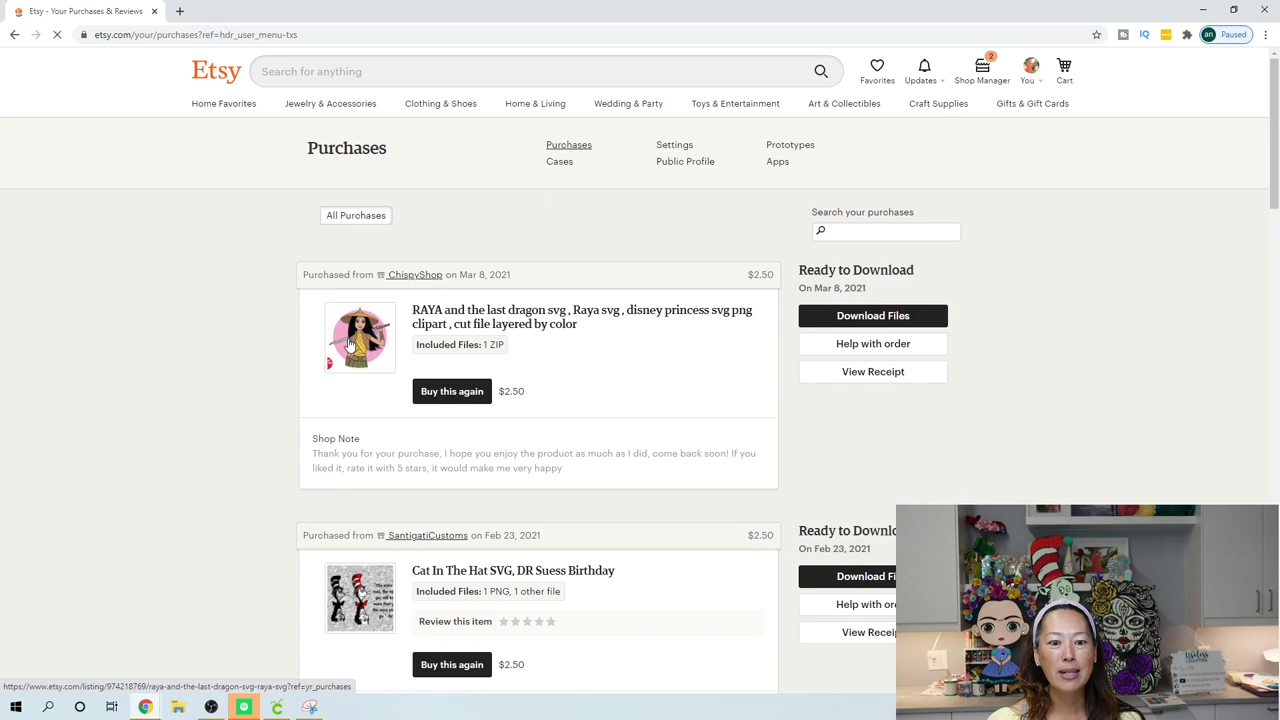 Etsy - Your Purchases & Reviews
etsy.com/your/purchases?ref=hdr_user_menu-txs
an Paused
Etsy
Search for anything
2
Favorites
Updates
Shop Manager
You
Cart
Home Favorites
Jewelry & Accessories
Clothing & Shoes
Home & Living
Wedding & Party
Toys & Entertainment
Art & Collectibles
Craft Supplies
Gifts & Gift Cards
Purchases
Purchases
Settings
Prototypes
Cases
Public Profile
Apps
All Purchases
Search your purchases
Purchased from ChispyShop on Mar 8, 2021 $2.50
RAYA and the last dragon svg , Raya svg , disney princess svg png
clipart , cut file layered by color
Included Files: 1 ZIP
Buy this again $2.50
Shop Note
Thank you for your purchase, I hope you enjoy the product as much as I did, come back soon! If you
liked it, rate it with 5 stars, it would make me very happy
Ready to Download
On Mar 8, 2021
Download Files
Help with order
View Receipt
Purchased from SantigatiCustoms on Feb 23, 2021 $2.50
Cat In The Hat SVG, DR Suess Birthday
Included Files: 1 PNG, 1 other file
Review this item
Buy this again $2.50
Ready to Downlo
On Feb 23, 2021
Download Fi
Help with ord
View Rece
https://www.etsy.com/listing/974218769/raya-and-the-last-dragon-svg-raya-svg?ref=yr_purchases